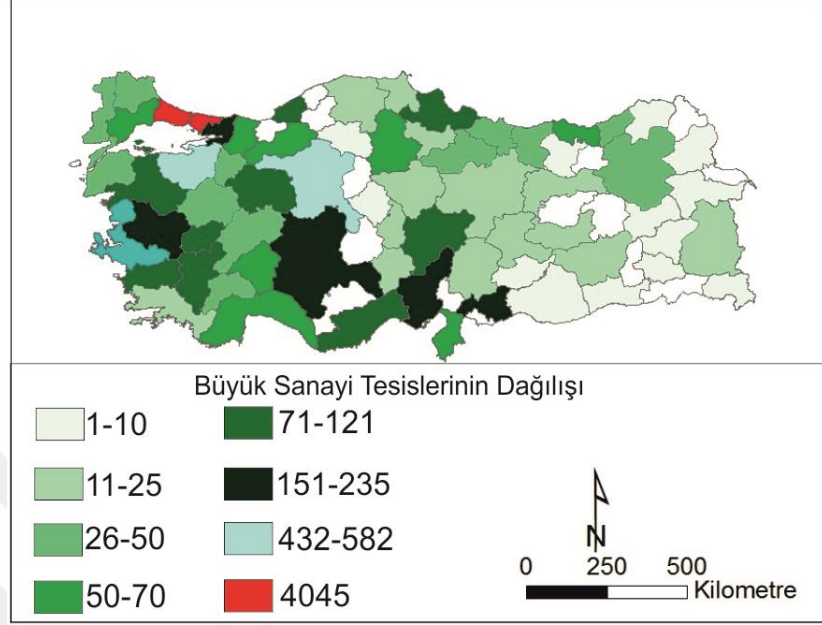 Büyük Sanayi Tesislerinin Dağılışı
1-10
71-121
11-25
151-235
26-50
432-582
50-70
4045
N
0 250 500
Kilometre